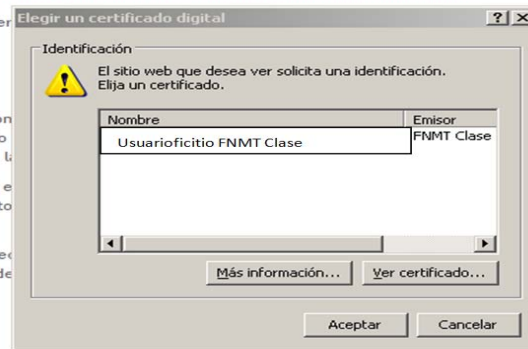 Elegir un certificado digital
Identificación
El sitio web que desea ver solicita una identificación.
Elija un certificado.
Nombre Emisor
Usuarioficitio FNMT Clase FNMT Clase
Más información... Ver certificado...
Aceptar Cancelar